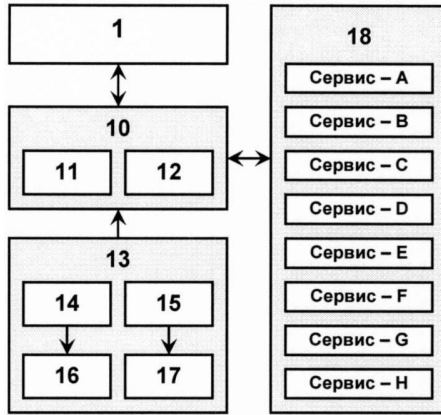 1
10
11 12
13
14 15
16 17
18
Сервис – A
Сервис – B
Сервис – C
Сервис – D
Сервис – E
Сервис – F
Сервис – G
Сервис – H